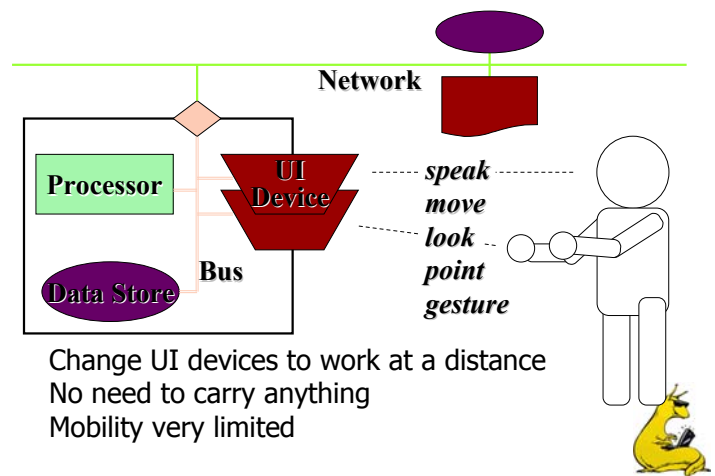 Network
Processor
UI
Device
Bus
Data Store
speak
move
look
point
gesture
Change UI devices to work at a distance
No need to carry anything
Mobility very limited